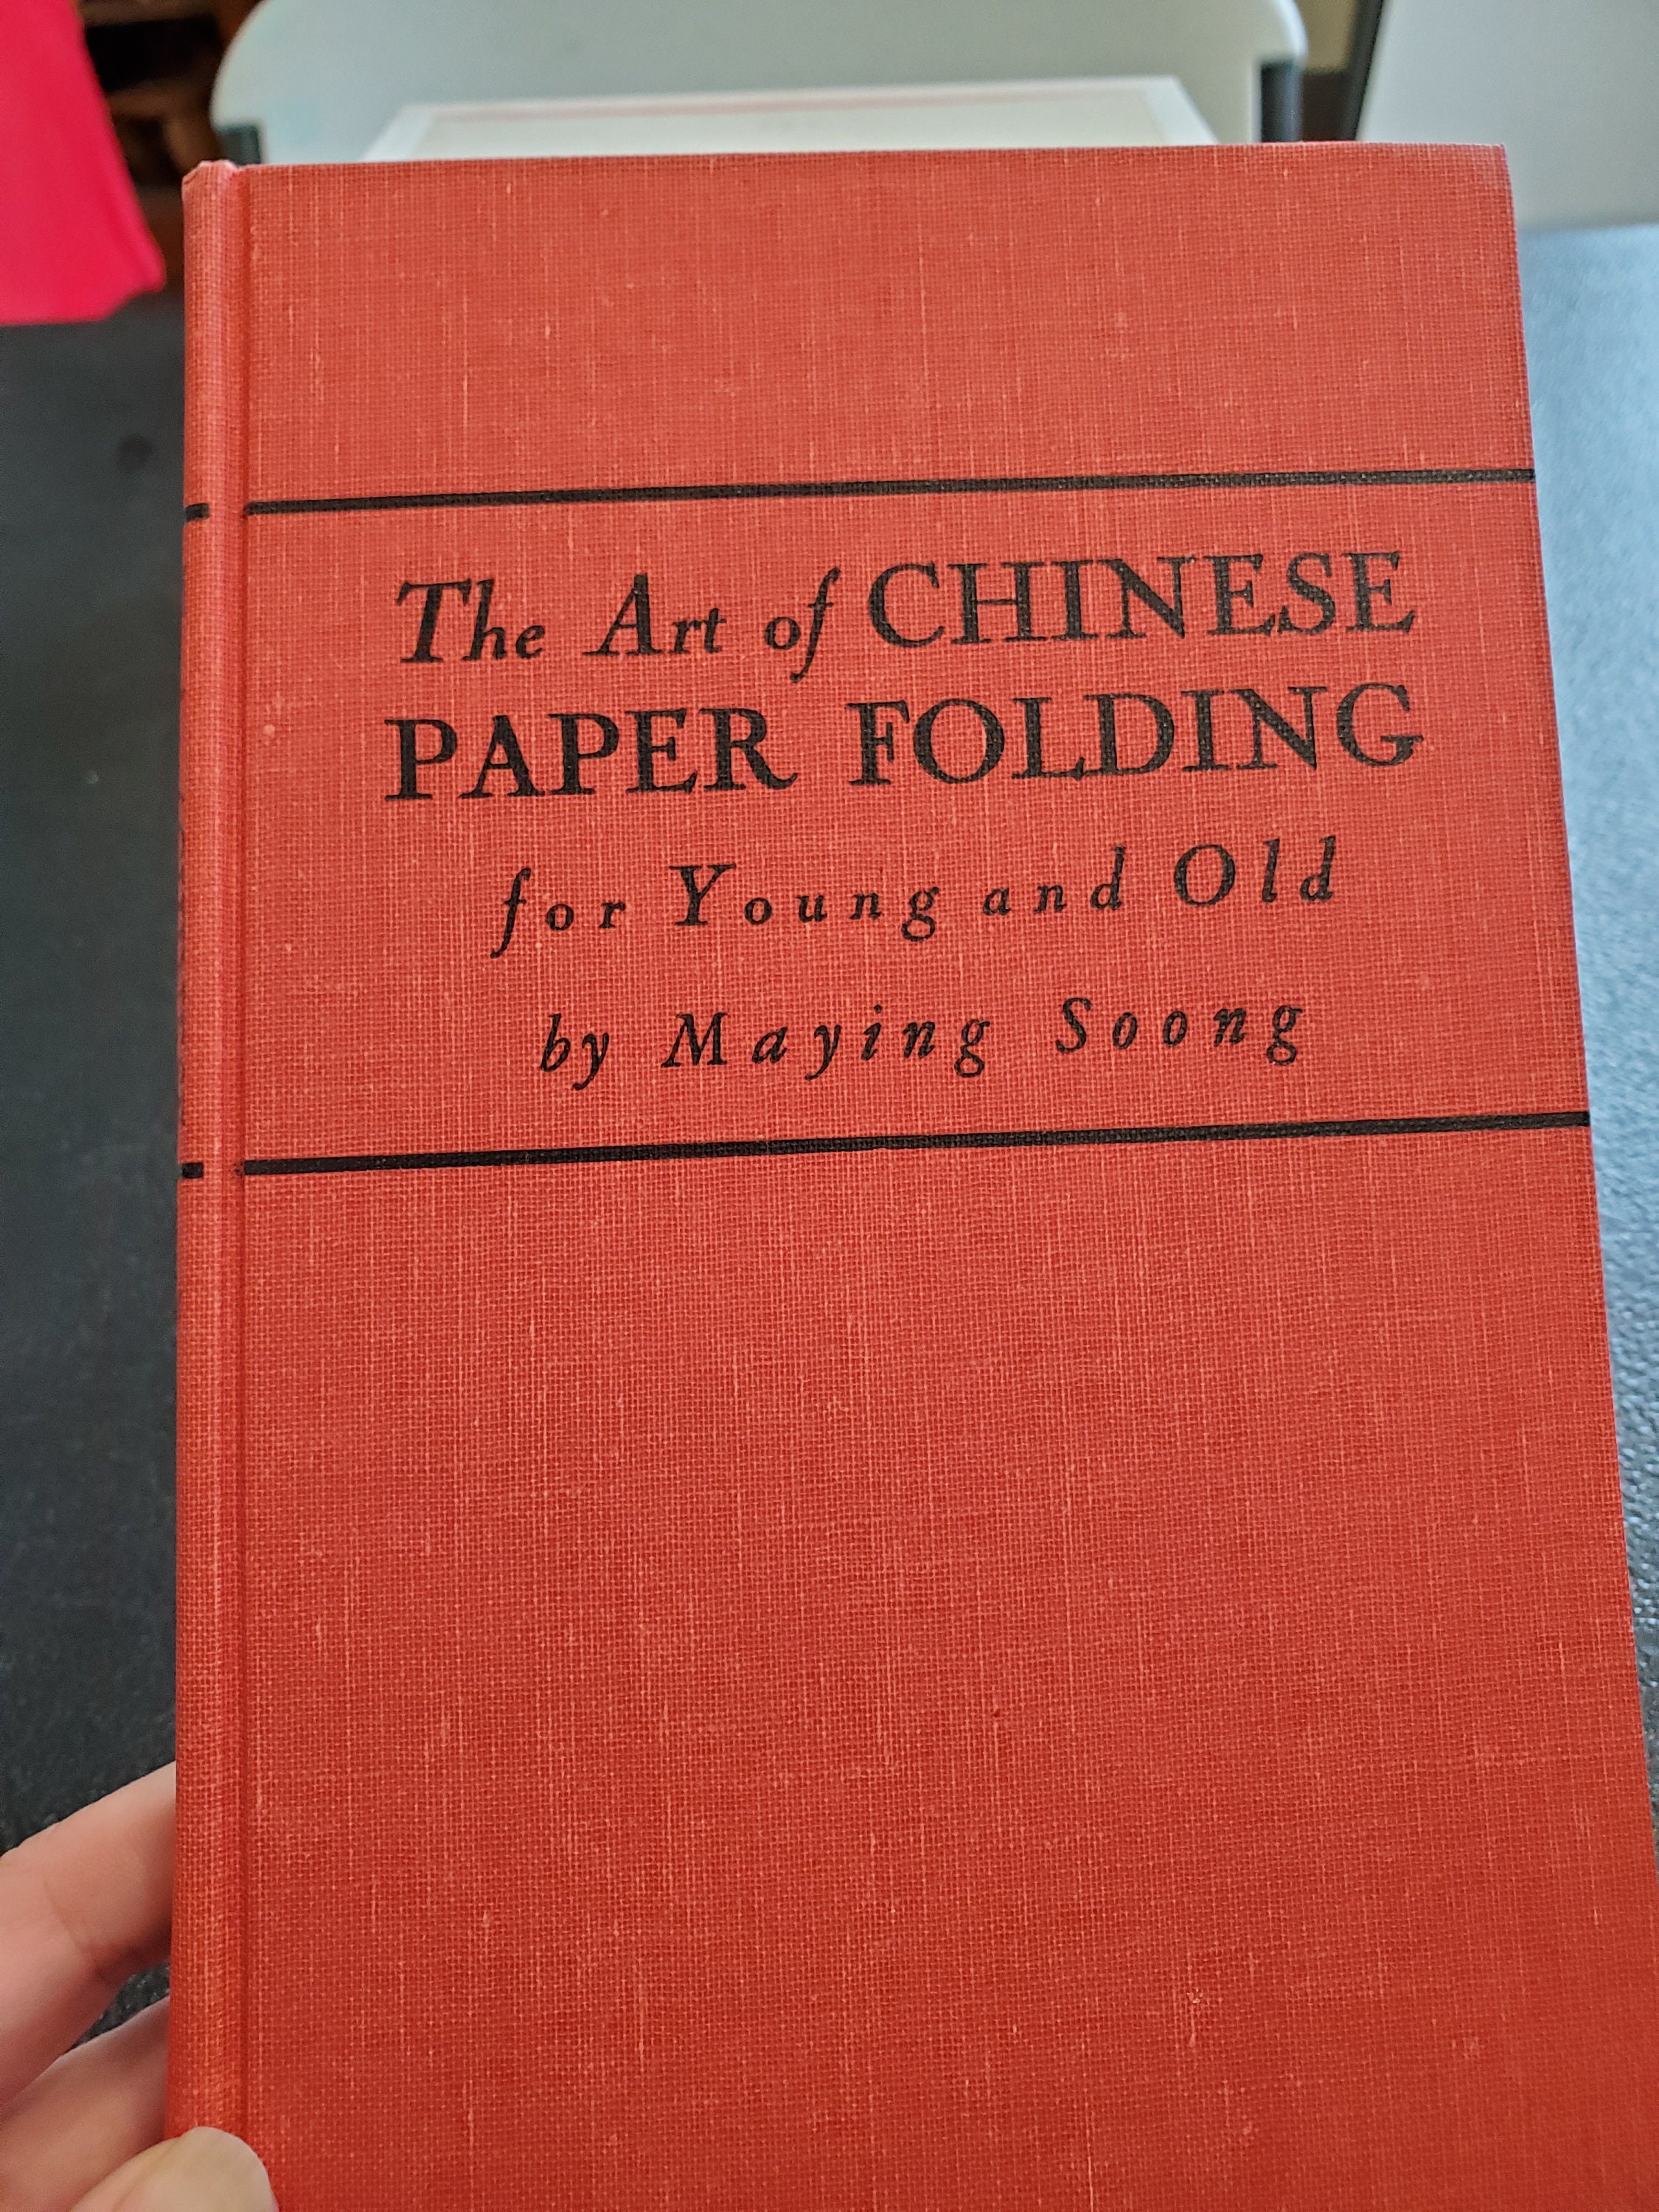 The Art of CHINESE
PAPER FOLDING
for Young and Old
by Maying Soong